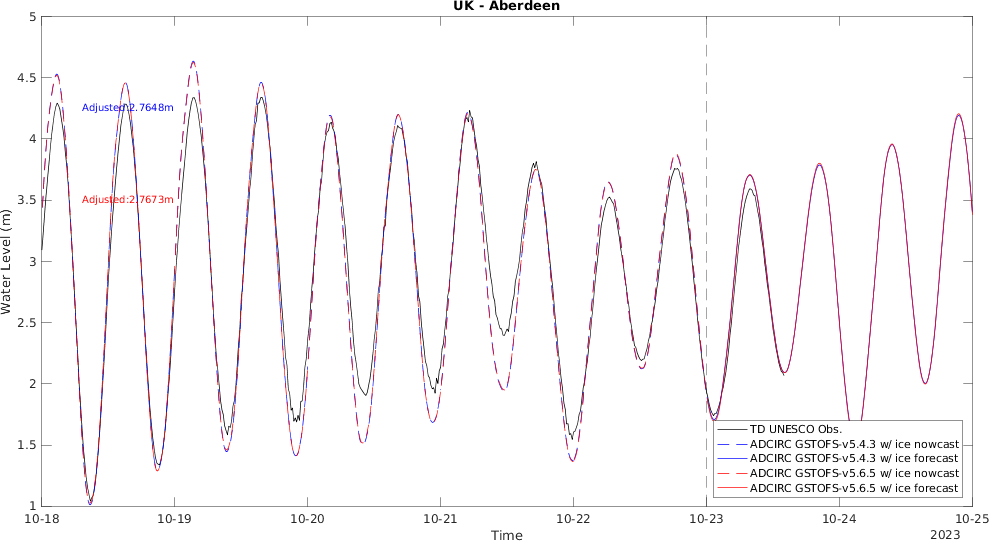 UK - Aberdeen
5
4.5
Adjusted:2.7648m
4
3.5
Adjusted:2.7673m
3
Water Level (m)
2.5
2
1.5
1
TD UNESCO Obs.
ADCIRC GSTOFS-v5.4.3 w/ ice nowcast
ADCIRC GSTOFS-v5.4.3 w/ ice forecast
ADCIRC GSTOFS-v5.6.5 w/ ice nowcast
ADCIRC GSTOFS-v5.6.5 w/ ice forecast
10-18 10-19 10-20 10-21 10-22 10-23 10-24 10-25
Time
2023